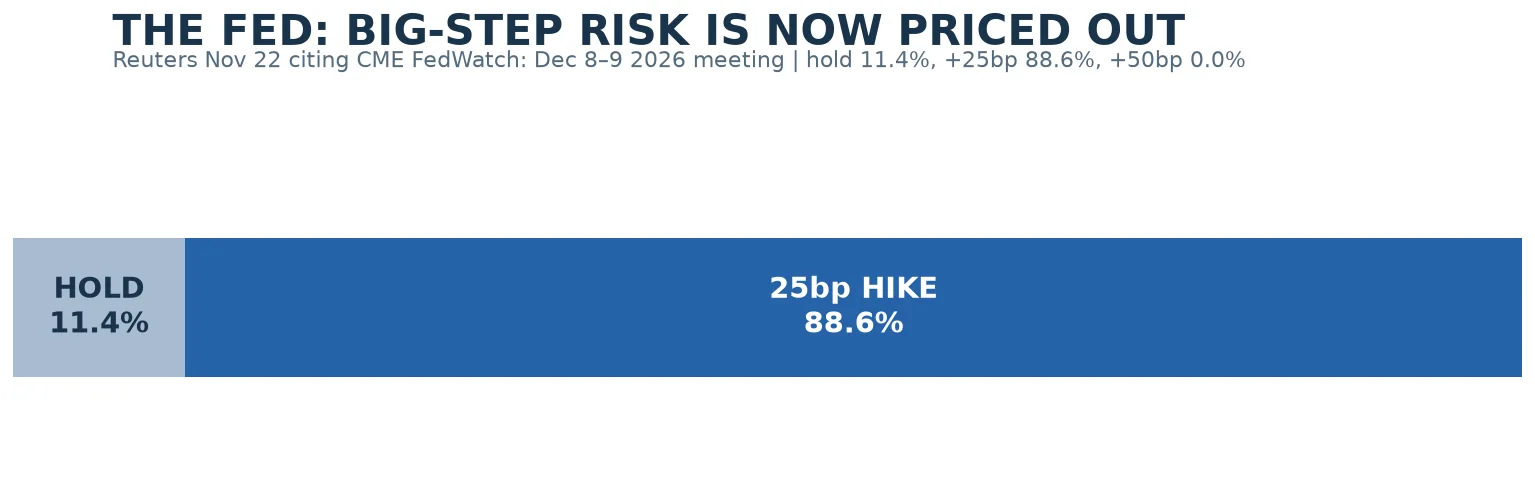 THE FED: BIG-STEP RISK IS NOW PRICED OUT
Reuters Nov 22 citing CME FedWatch: Dec 8–9 2026 meeting | hold 11.4%, +25bp 88.6%, +50bp 0.0%
HOLD
11.4%
25bp HIKE
88.6%